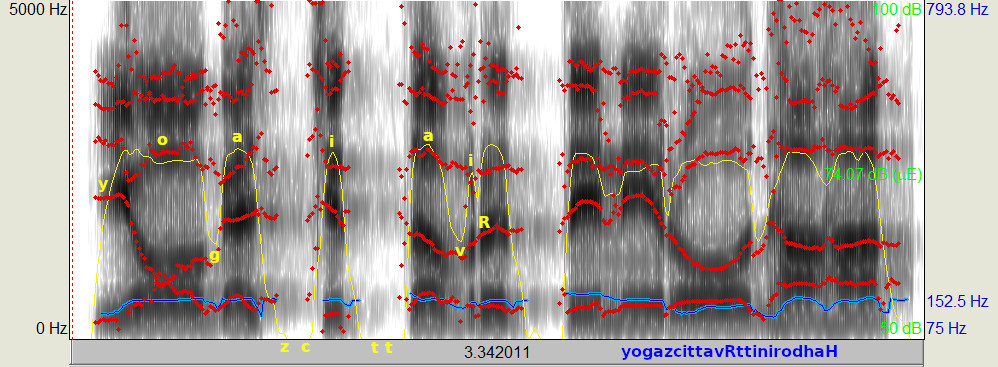 5000 Hz 100 dB 793.8 Hz
o a i a i
y R
g v
74.07 dB (µE)
152.5 Hz
0 Hz 50 dB 75 Hz
z c t t
3.342011 yogazcittavRttinirodhaH